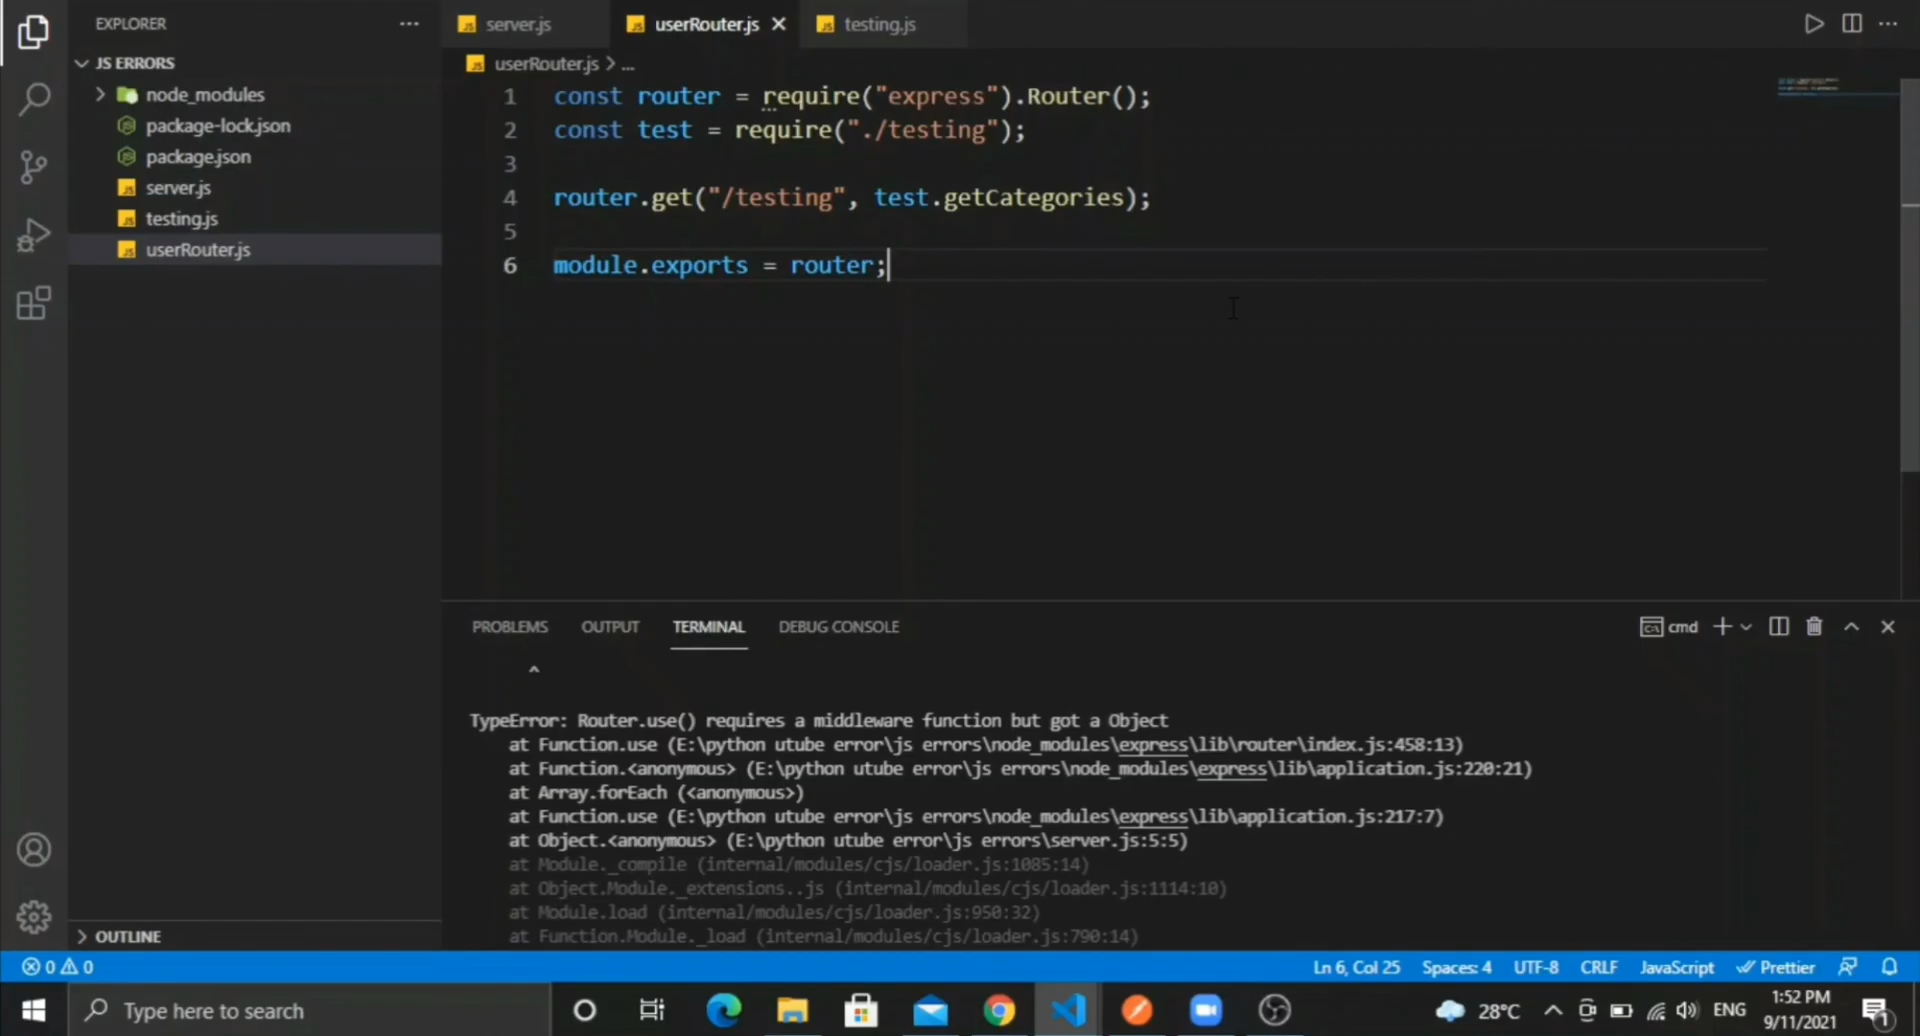 EXPLORER
JS ERRORS
node_modules
package-lock.json
package.json
server.js
testing.js
userRouter.js
OUTLINE
server.js
userRouter.js
testing.js
userRouter.js > ...
1 const router = require("express").Router();
2 const test = require("./testing");
3
4 router.get("/testing", test.getCategories);
5
6 module.exports = router;
PROBLEMS OUTPUT TERMINAL DEBUG CONSOLE
cmd
^
TypeError: Router.use() requires a middleware function but got a Object
at Function.use (E:\python utube error\js errors\node_modules\express\lib\router\index.js:458:13)
at Function.<anonymous> (E:\python utube error\js errors\node_modules\express\lib\application.js:220:21)
at Array.forEach (<anonymous>)
at Function.use (E:\python utube error\js errors\node_modules\express\lib\application.js:217:7)
at Object.<anonymous> (E:\python utube error\js errors\server.js:5:5)
at Module._compile (internal/modules/cjs/loader.js:1085:14)
at Object.Module._extensions..js (internal/modules/cjs/loader.js:1114:10)
at Module.load (internal/modules/cjs/loader.js:950:32)
at Function.Module._load (internal/modules/cjs/loader.js:790:14)
0 0 Ln 6, Col 25 Spaces: 4 UTF-8 CRLF JavaScript Prettier
Type here to search
28°C ENG
1:52 PM
9/11/2021
1